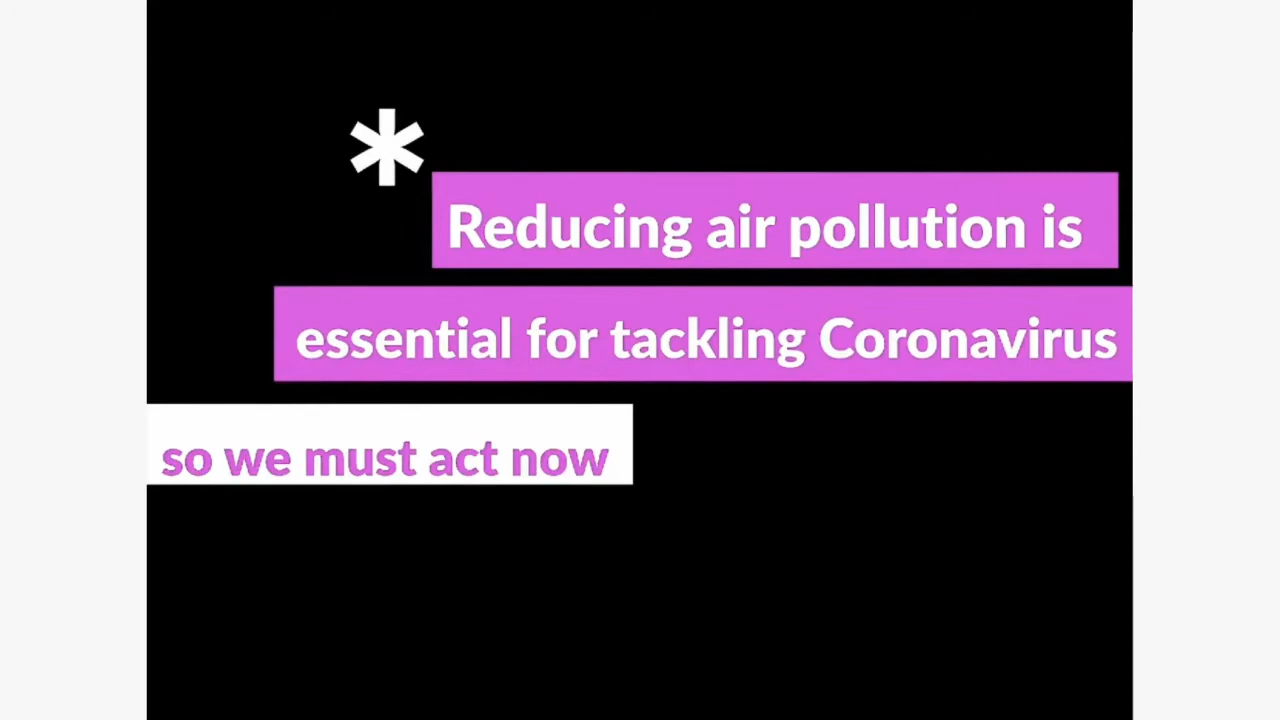 * Reducing air pollution is
essential for tackling Coronavirus
so we must act now